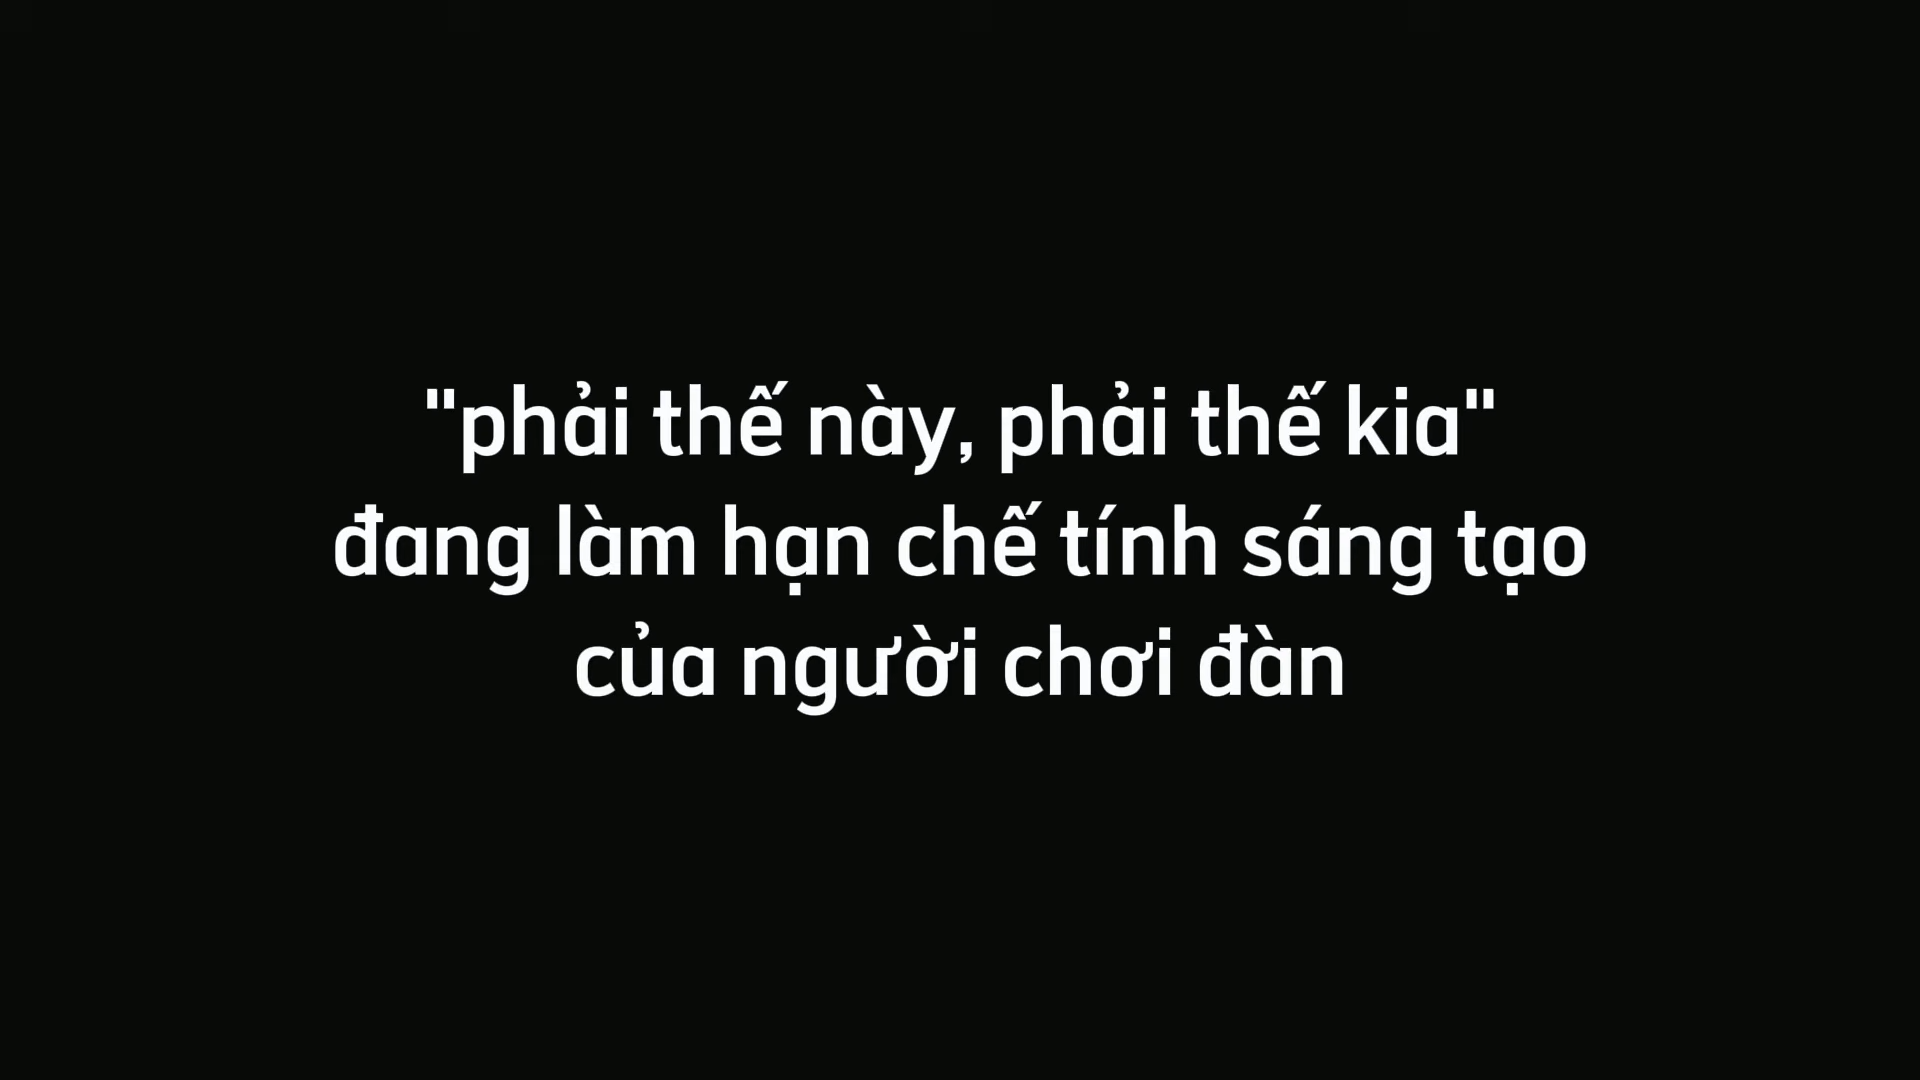 "phải thế này, phải thế kia"
đang làm hạn chế tính sáng tạo
của người chơi đàn